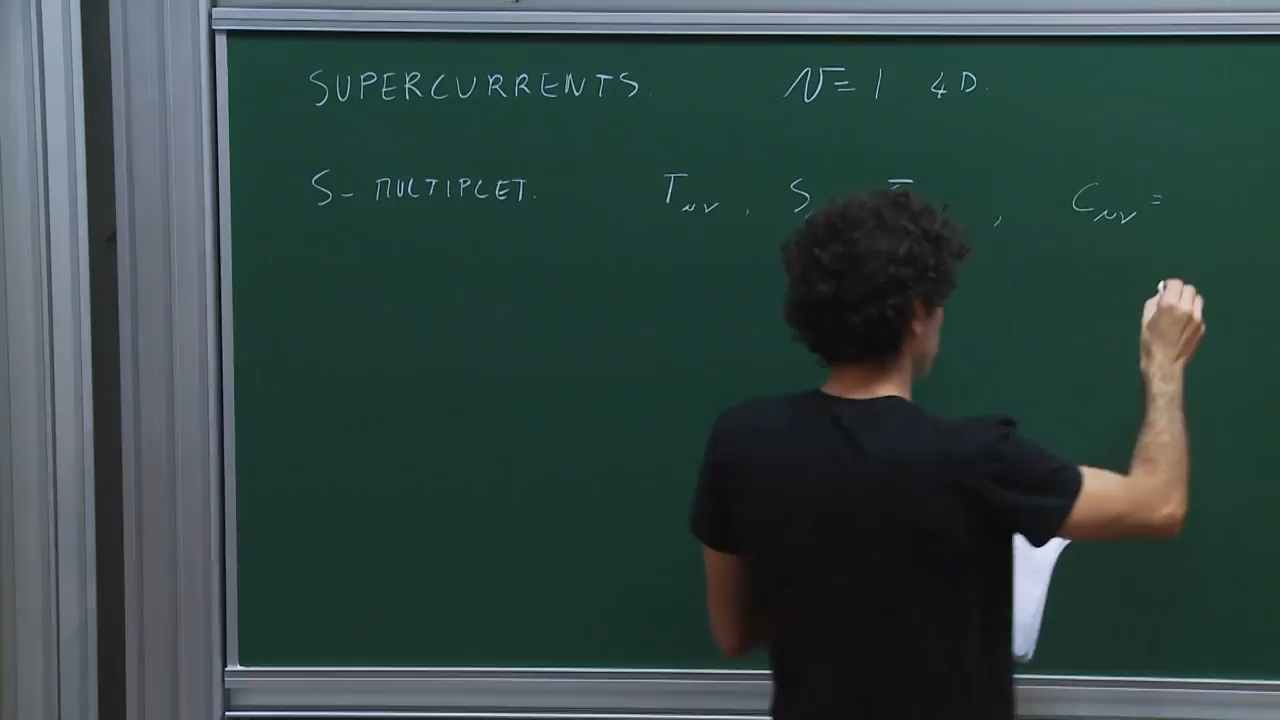 SUPERCURRENTS. N=1 4D.
S-MULTIPLET. Tμν, S , Cμν =